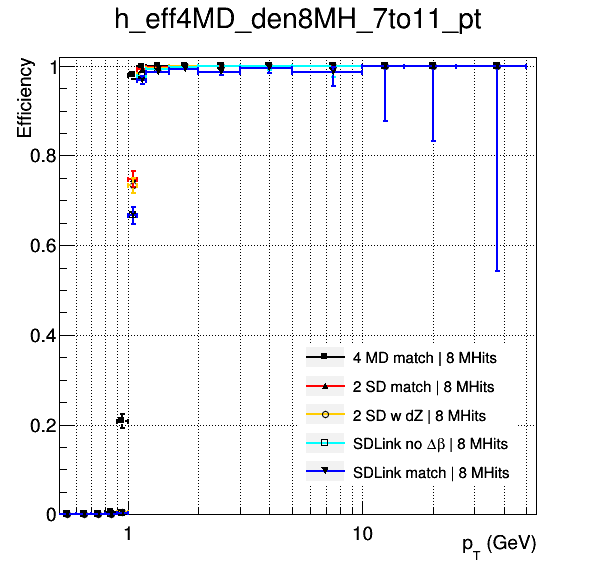 h_eff4MD_den8MH_7to11_pt
Efficiency
1
0.8
0.6
0.4
0.2
0
4 MD match | 8 MHits
2 SD match | 8 MHits
2 SD w dZ | 8 MHits
SDLink no Δβ | 8 MHits
SDLink match | 8 MHits
1 10
p_T (GeV)